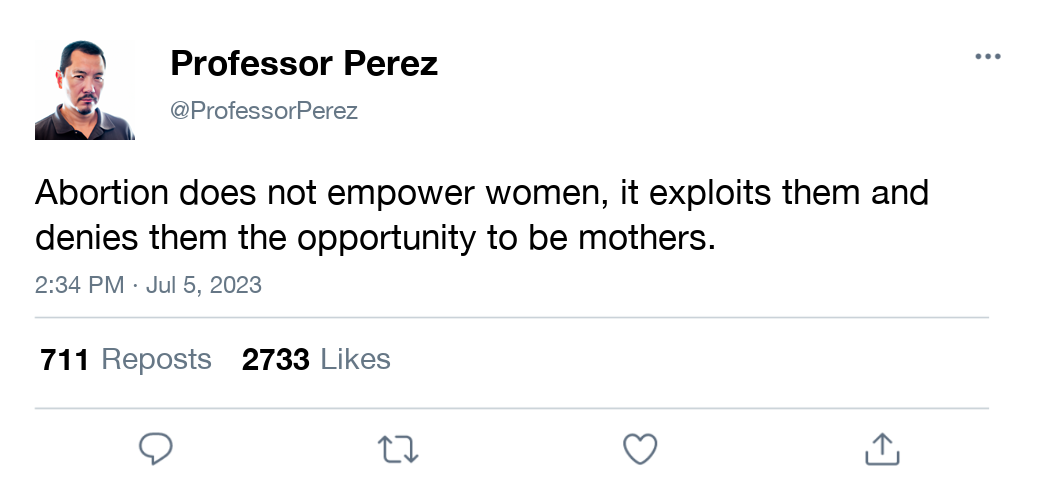 Professor Perez
@ProfessorPerez
Abortion does not empower women, it exploits them and
denies them the opportunity to be mothers.
2:34 PM · Jul 5, 2023
711 Reposts 2733 Likes